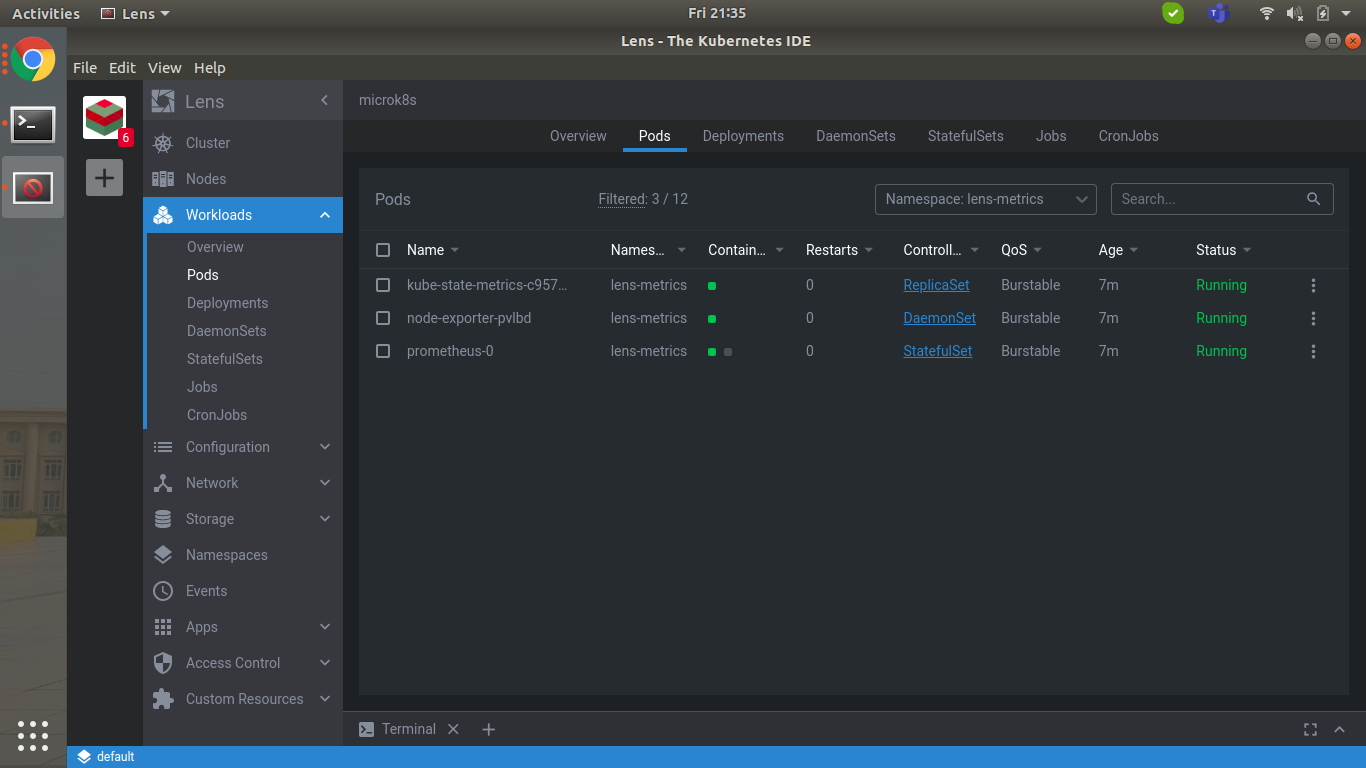 Activities Lens Fri 21:35
Lens - The Kubernetes IDE
File Edit View Help
6
Lens
Cluster
Nodes
Workloads
Overview
Pods
Deployments
DaemonSets
StatefulSets
Jobs
CronJobs
Configuration
Network
Storage
Namespaces
Events
Apps
Access Control
Custom Resources
microk8s
Overview Pods Deployments DaemonSets StatefulSets Jobs CronJobs
Pods Filtered: 3 / 12 Namespace: lens-metrics Search...
Name Names... Contain... Restarts Controll... QoS Age Status
kube-state-metrics-c957... lens-metrics 0 ReplicaSet Burstable 7m Running
node-exporter-pvlbd lens-metrics 0 DaemonSet Burstable 7m Running
prometheus-0 lens-metrics 0 StatefulSet Burstable 7m Running
Terminal
default